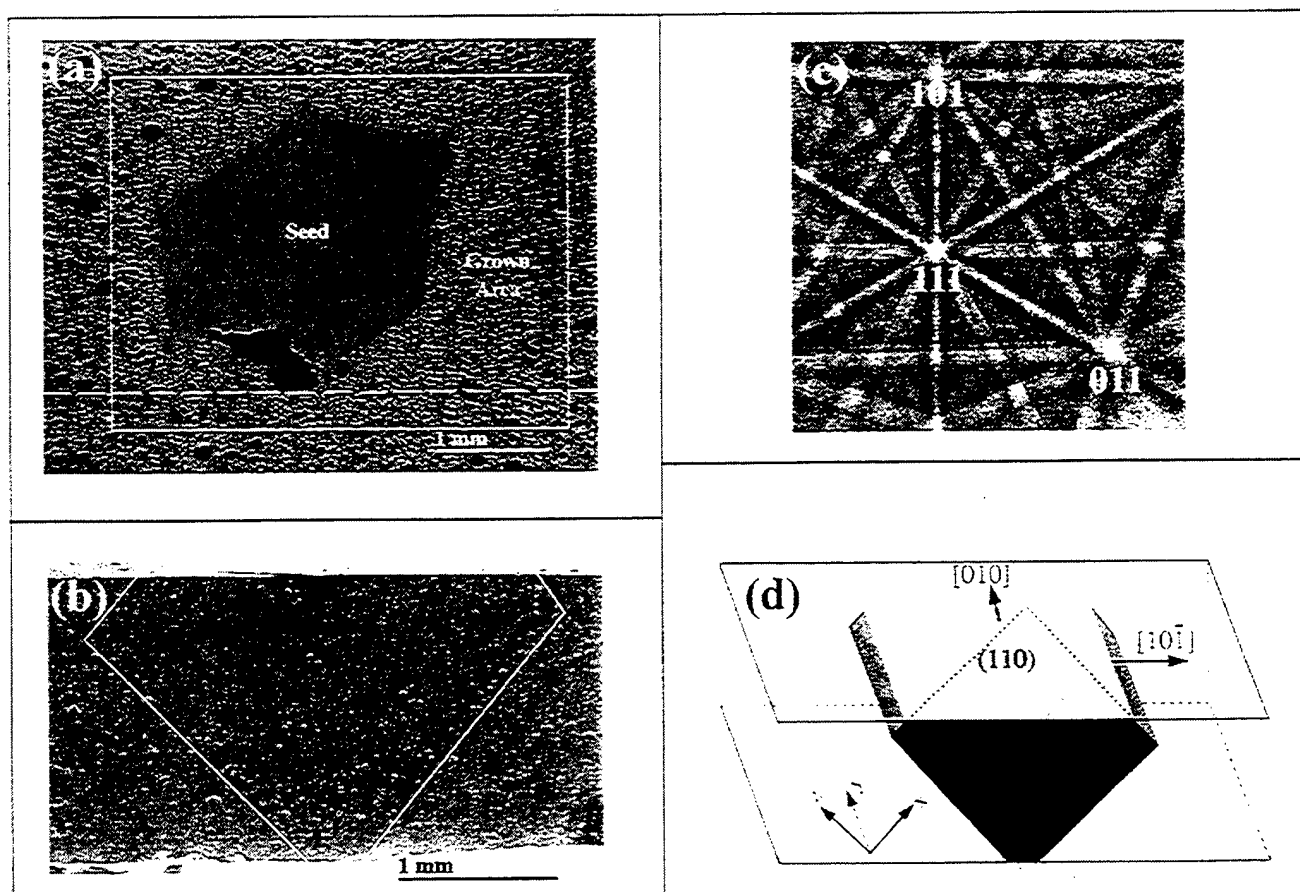 (a)
Seed
Grown
Area
1 mm
(b)
1 mm
(c)
101
111
011
(d)
[010]
(110)
[101̄]